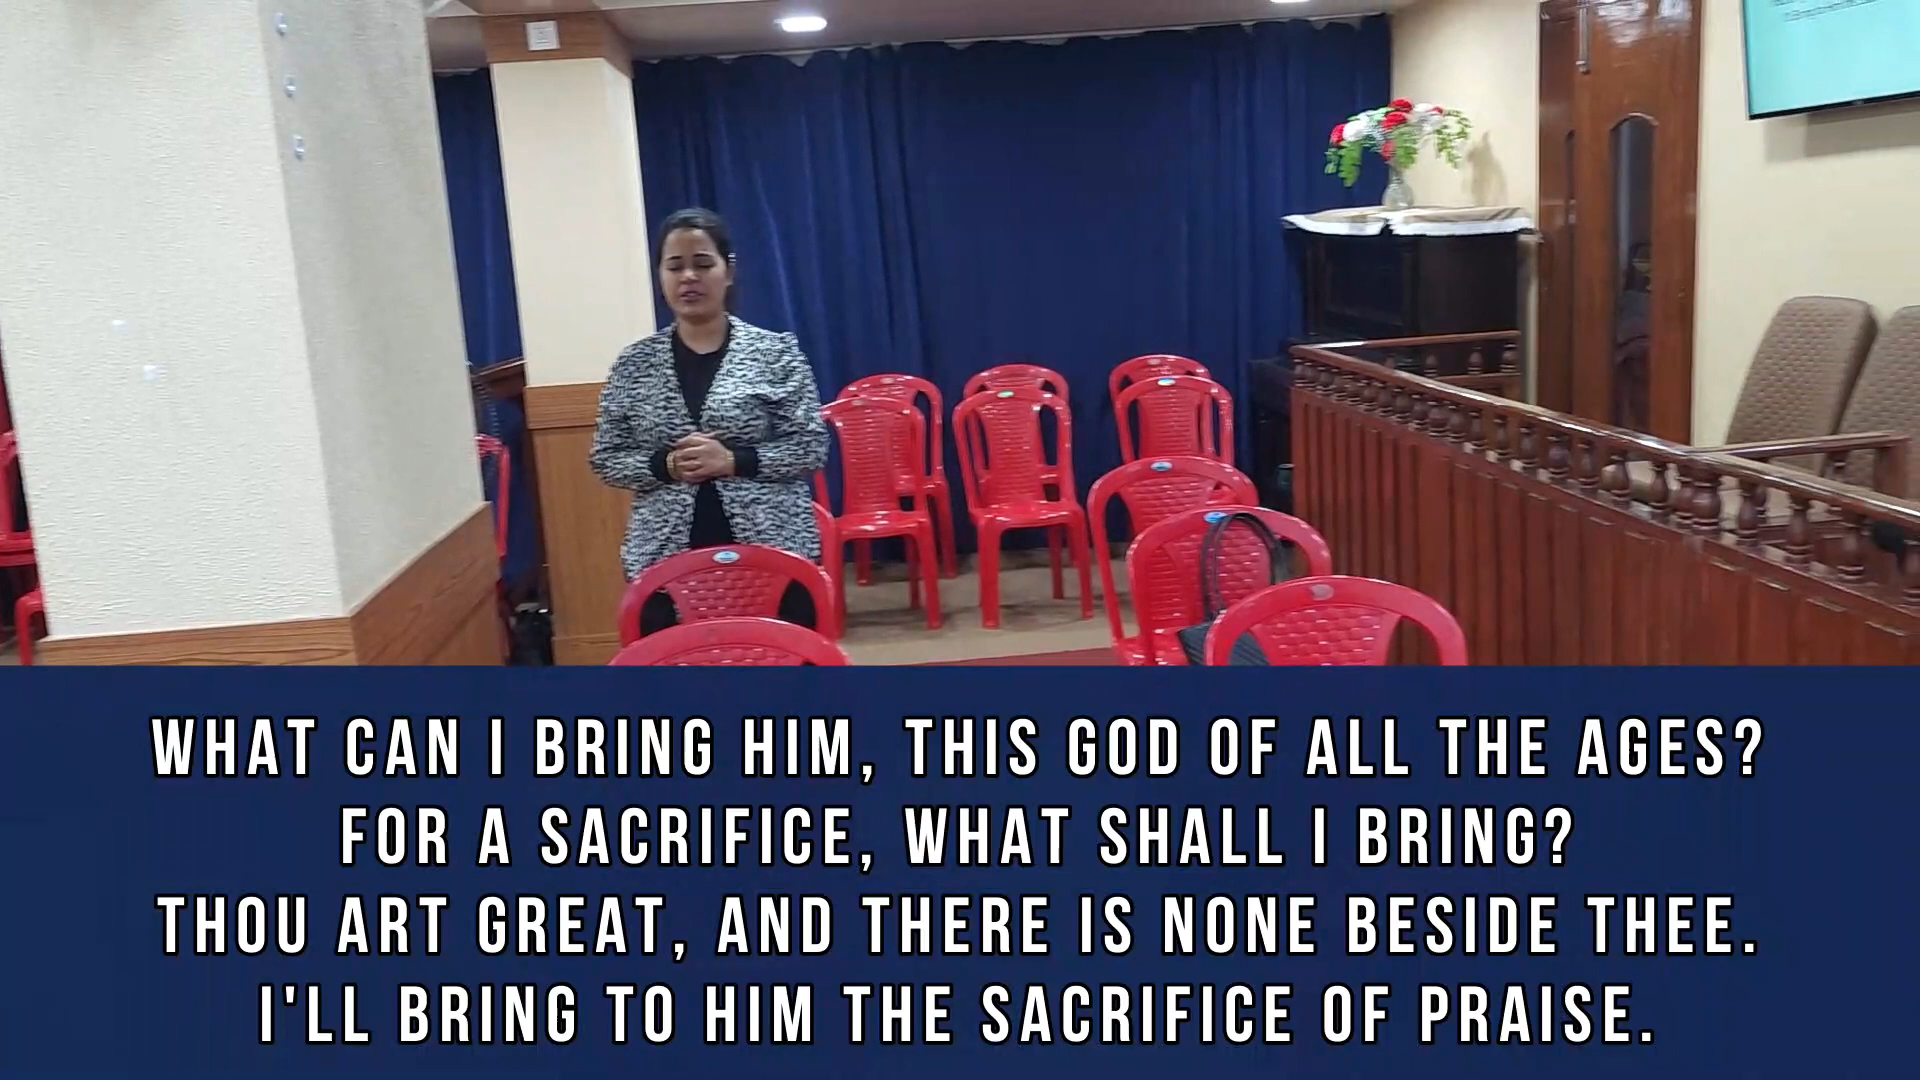 WHAT CAN I BRING HIM, THIS GOD OF ALL THE AGES?
FOR A SACRIFICE, WHAT SHALL I BRING?
THOU ART GREAT, AND THERE IS NONE BESIDE THEE.
I'LL BRING TO HIM THE SACRIFICE OF PRAISE.